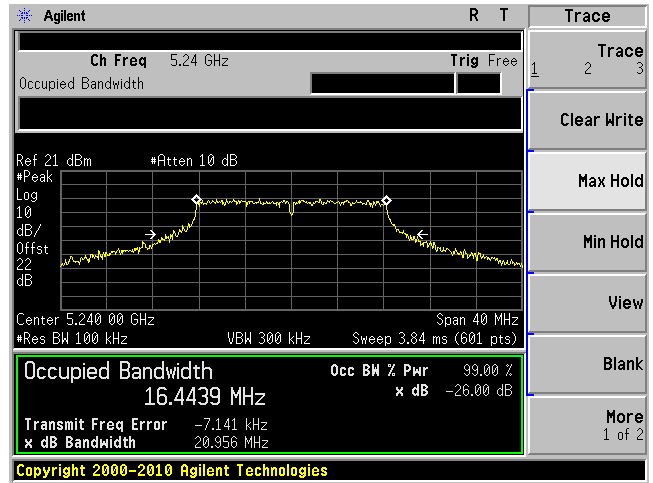 Agilent R T Trace
Ch Freq 5.24 GHz Trig Free
Occupied Bandwidth
Trace
1 2 3
Clear Write
Max Hold
Min Hold
View
Blank
More
1 of 2
Ref 21 dBm #Atten 10 dB
#Peak
Log
10
dB/
Offst
22
dB
Center 5.240 00 GHz Span 40 MHz
#Res BW 100 kHz VBW 300 kHz Sweep 3.84 ms (601 pts)
Occupied Bandwidth Occ BW % Pwr 99.00 %
16.4439 MHz x dB -26.00 dB
Transmit Freq Error -7.141 kHz
x dB Bandwidth 20.956 MHz
Copyright 2000-2010 Agilent Technologies